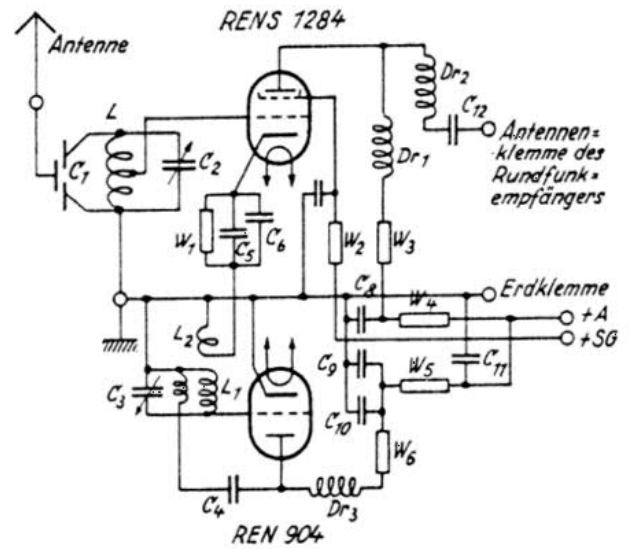 RENS 1284
Antenne
L
C1
C2
W1
C5
C6
W2
Dr1
W3
Dr2
C12
Antennen=
klemme des
Rundfunk=
empfängers
Erdklemme
+A
+SG
C8
W4
L2
C9
W5
C11
C3
L1
C10
W6
C4
Dr3
REN 904